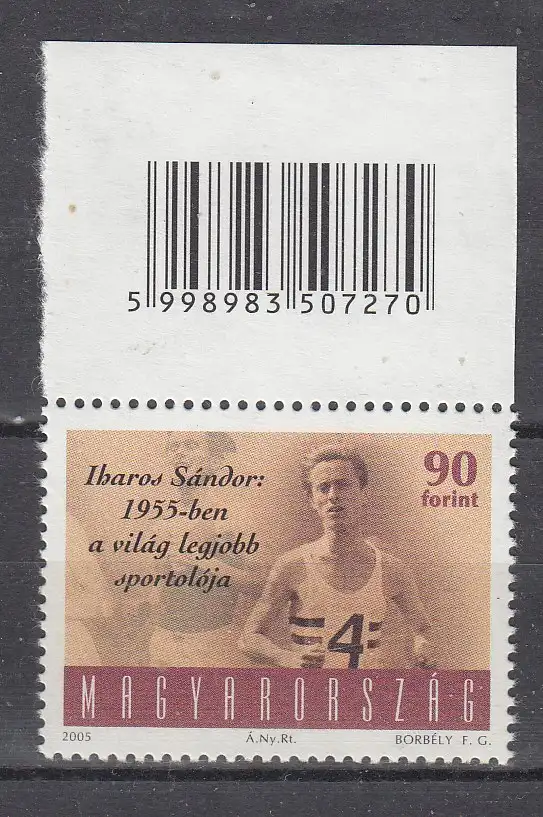 5 998983 507270
Iharos Sándor:
1955-ben
a világ legjobb
sportolója
90
forint
4
MAGYARORSZÁG
2005 Á.Ny.Rt. BORBÉLY F. G.